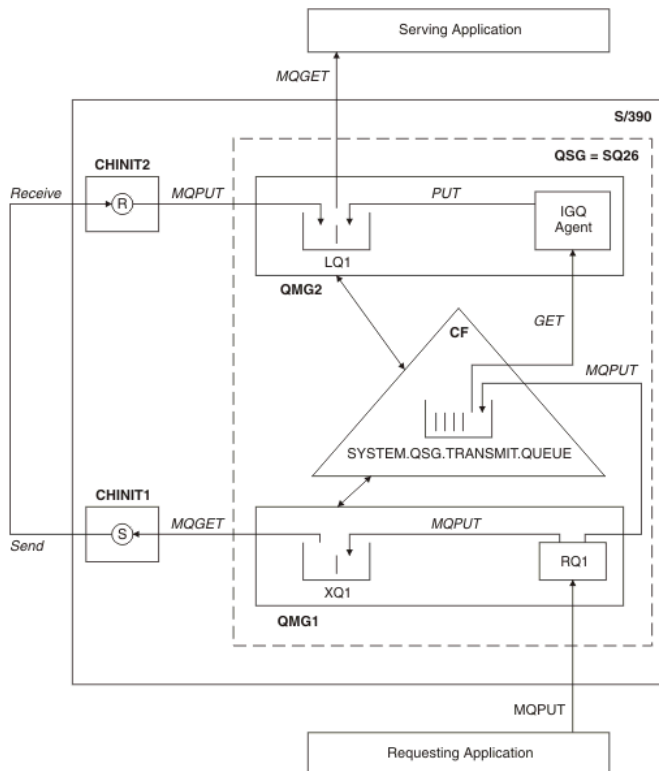 Serving Application
MQGET
S/390
QSG = SQ26
CHINIT2
Receive
R
MQPUT
PUT
IGQ
Agent
LQ1
QMG2
GET
CF
MQPUT
SYSTEM.QSG.TRANSMIT.QUEUE
CHINIT1
Send
S
MQGET
MQPUT
RQ1
XQ1
QMG1
MQPUT
Requesting Application